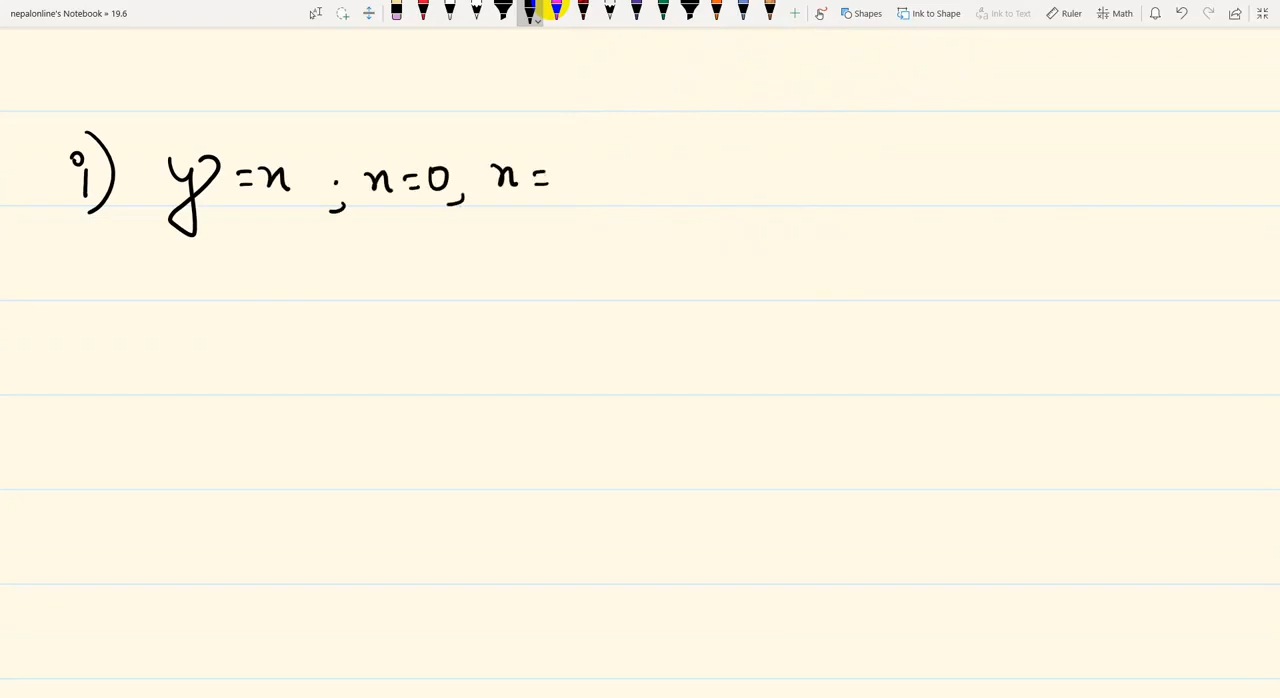 nepalonline's Notebook » 19.6
Shapes Ink to Shape Ink to Text Ruler Math
i) y = x ; x = 0, x =